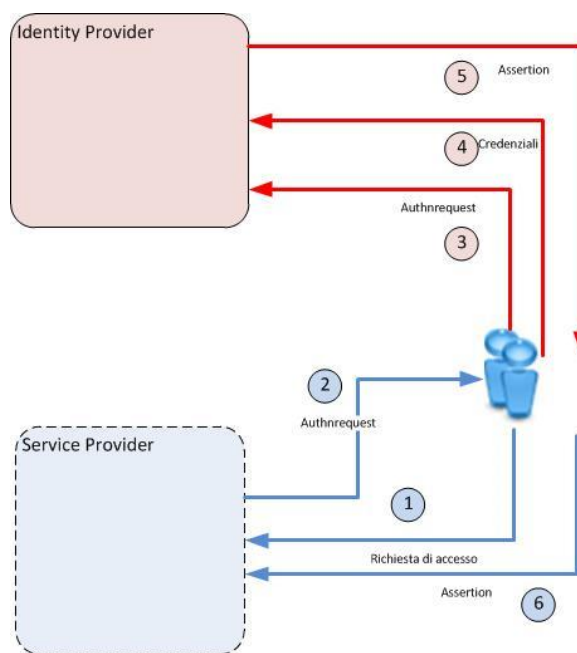 Identity Provider
5
Assertion
4
Credenziali
Authnrequest
3
2
Authnrequest
Service Provider
1
Richiesta di accesso
Assertion
6